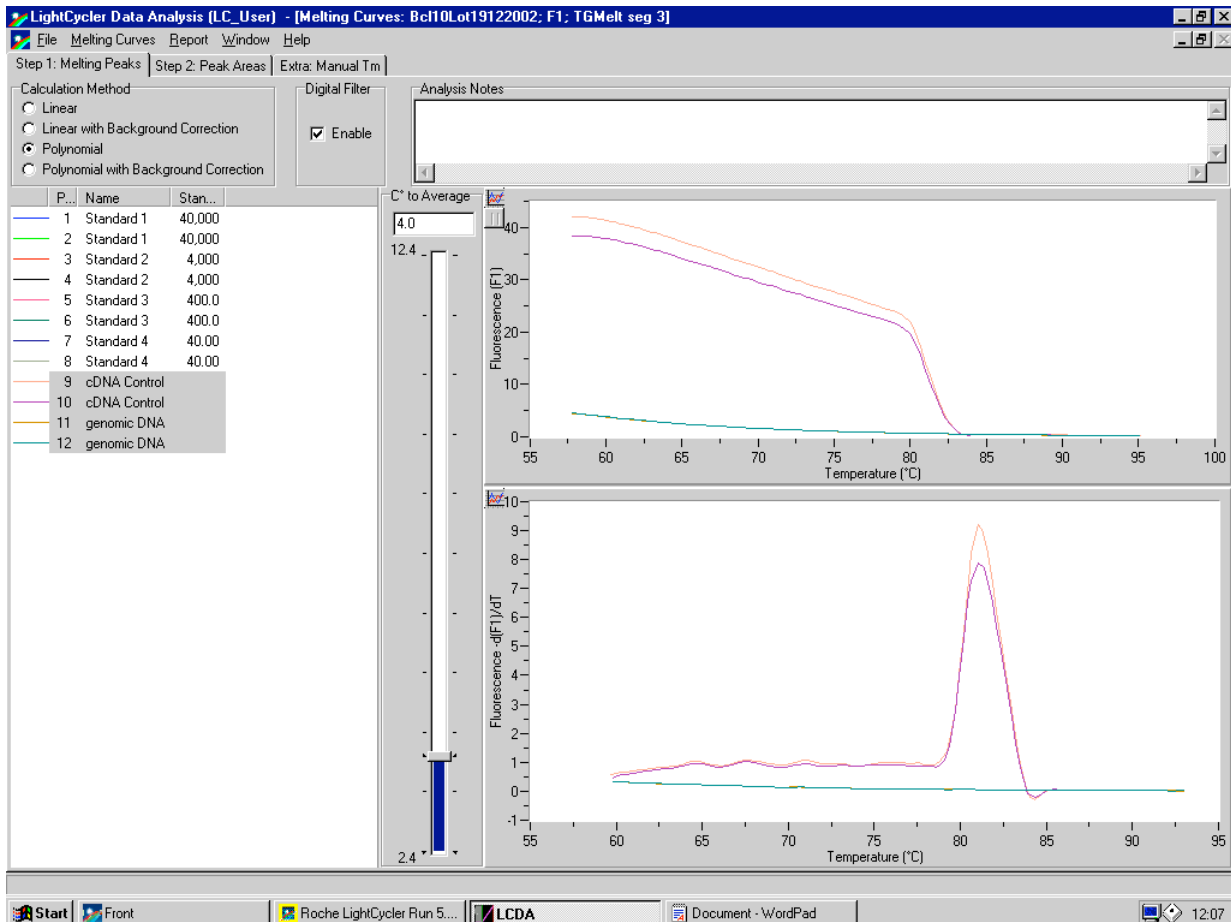 LightCycler Data Analysis (LC_User) - [Melting Curves: Bcl10Lot19122002; F1; TGMelt seg 3]
File Melting Curves Report Window Help
Step 1: Melting Peaks Step 2: Peak Areas Extra: Manual Tm
Calculation Method
Linear
Linear with Background Correction
Polynomial
Polynomial with Background Correction
Digital Filter
Enable
Analysis Notes
P... Name Stan...
1 Standard 1 40,000
2 Standard 1 40,000
3 Standard 2 4,000
4 Standard 2 4,000
5 Standard 3 400.0
6 Standard 3 400.0
7 Standard 4 40.00
8 Standard 4 40.00
9 cDNA Control
10 cDNA Control
11 genomic DNA
12 genomic DNA
C° to Average
4.0
12.4
2.4
Fluorescence (F1)
40
30
20
10
0
55 60 65 70 75 80 85 90 95 100
Temperature (°C)
Fluorescence -d(F1)/dT
10
9
8
7
6
5
4
3
2
1
0
-1
55 60 65 70 75 80 85 90 95
Temperature (°C)
Start Front Roche LightCycler Run 5.... LCDA Document - WordPad 12:07